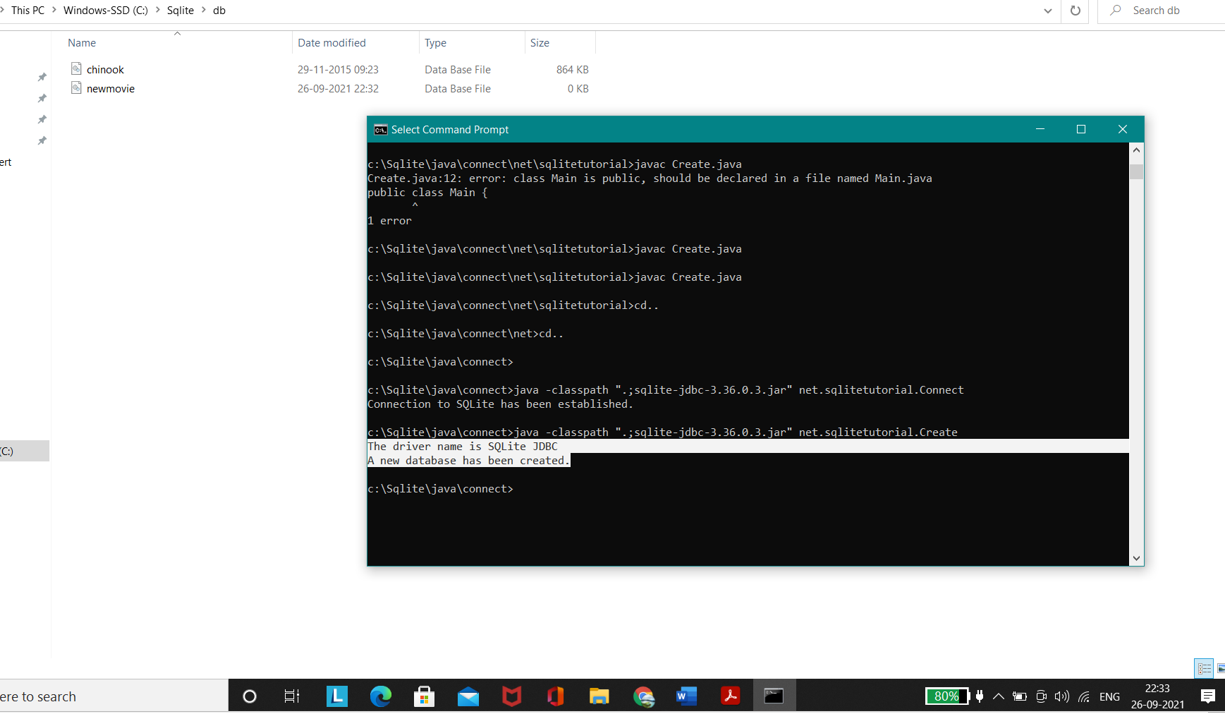 This PC > Windows-SSD (C:) > Sqlite > db
Search db
Name Date modified Type Size
chinook 29-11-2015 09:23 Data Base File 864 KB
newmovie 26-09-2021 22:32 Data Base File 0 KB
ert
(C:)
Select Command Prompt
c:\Sqlite\java\connect\net\sqlitetutorial>javac Create.java
Create.java:12: error: class Main is public, should be declared in a file named Main.java
public class Main {
^
1 error
c:\Sqlite\java\connect\net\sqlitetutorial>javac Create.java
c:\Sqlite\java\connect\net\sqlitetutorial>javac Create.java
c:\Sqlite\java\connect\net\sqlitetutorial>cd..
c:\Sqlite\java\connect\net>cd..
c:\Sqlite\java\connect>
c:\Sqlite\java\connect>java -classpath ".;sqlite-jdbc-3.36.0.3.jar" net.sqlitetutorial.Connect
Connection to SQLite has been established.
c:\Sqlite\java\connect>java -classpath ".;sqlite-jdbc-3.36.0.3.jar" net.sqlitetutorial.Create
The driver name is SQLite JDBC
A new database has been created.
c:\Sqlite\java\connect>
ere to search
L
W
80%
ENG
22:33
26-09-2021